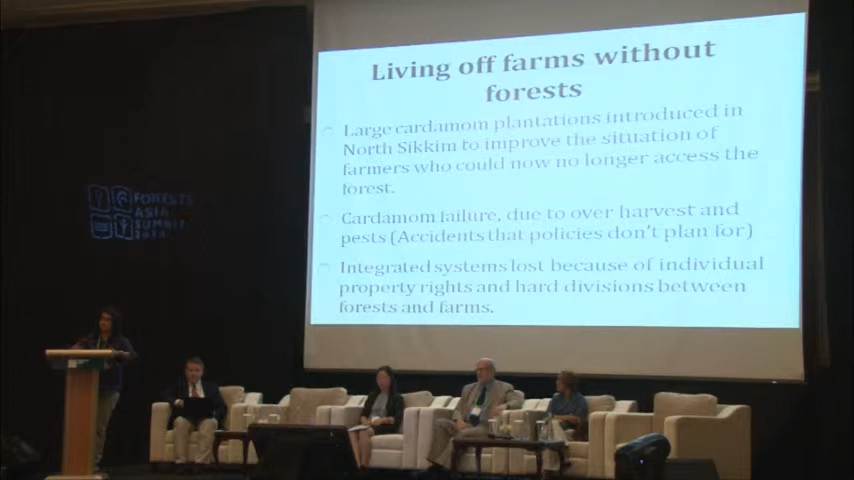 Living off farms without
forests
Large cardamom plantations introduced in
North Sikkim to improve the situation of
farmers who could now no longer access the
forest.
Cardamom failure, due to over harvest and
pests (Accidents that policies don't plan for)
Integrated systems lost because of individual
property rights and hard divisions between
forests and farms.
FORESTS
ASIA
SUMMIT
2014